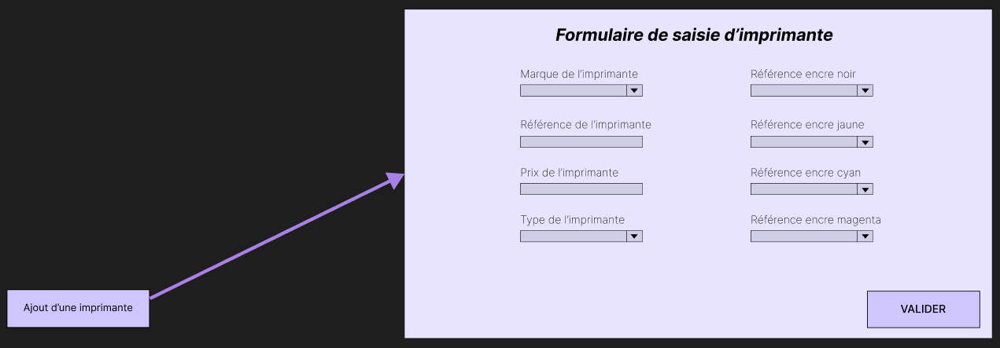 Formulaire de saisie d’imprimante
Marque de l’imprimante
Référence encre noir
Référence de l’imprimante
Référence encre jaune
Prix de l’imprimante
Référence encre cyan
Type de l’imprimante
Référence encre magenta
Ajout d’une imprimante
VALIDER